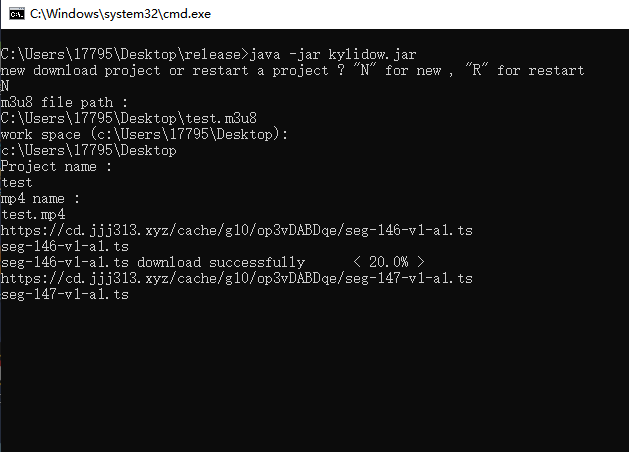 C:\Windows\system32\cmd.exe
C:\Users\17795\Desktop\release>java -jar kylidow.jar
new download project or restart a project ? "N" for new , "R" for restart
N
m3u8 file path :
C:\Users\17795\Desktop\test.m3u8
work space (c:\Users\17795\Desktop):
c:\Users\17795\Desktop
Project name :
test
mp4 name :
test.mp4
https://cd.jjj313.xyz/cache/g10/op3vDABDqe/seg-146-v1-a1.ts
seg-146-v1-a1.ts
seg-146-v1-a1.ts download successfully      < 20.0% >
https://cd.jjj313.xyz/cache/g10/op3vDABDqe/seg-147-v1-a1.ts
seg-147-v1-a1.ts